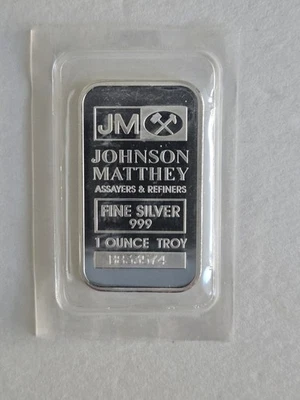 JM
JOHNSON
MATTHEY
ASSAYERS & REFINERS
FINE SILVER
999
1 OUNCE TROY